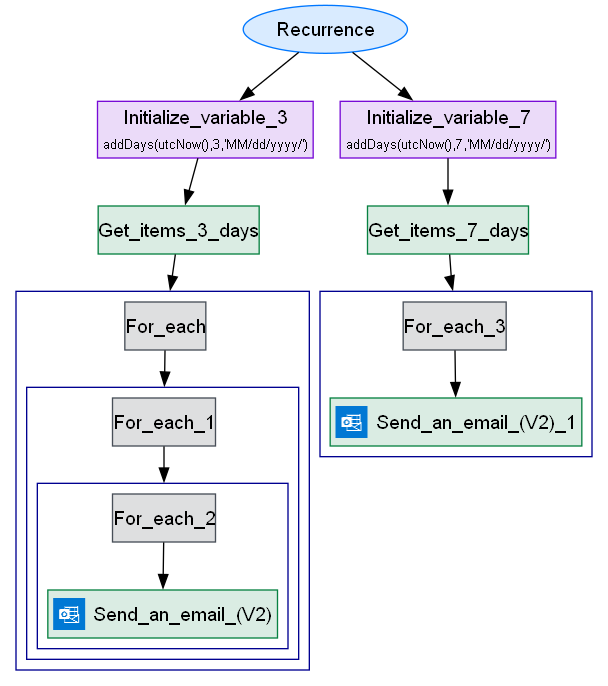 Recurrence
Initialize_variable_3
addDays(utcNow(),3,'MM/dd/yyyy/')
Initialize_variable_7
addDays(utcNow(),7,'MM/dd/yyyy/')
Get_items_3_days
Get_items_7_days
For_each
For_each_3
For_each_1
Send_an_email_(V2)_1
For_each_2
Send_an_email_(V2)